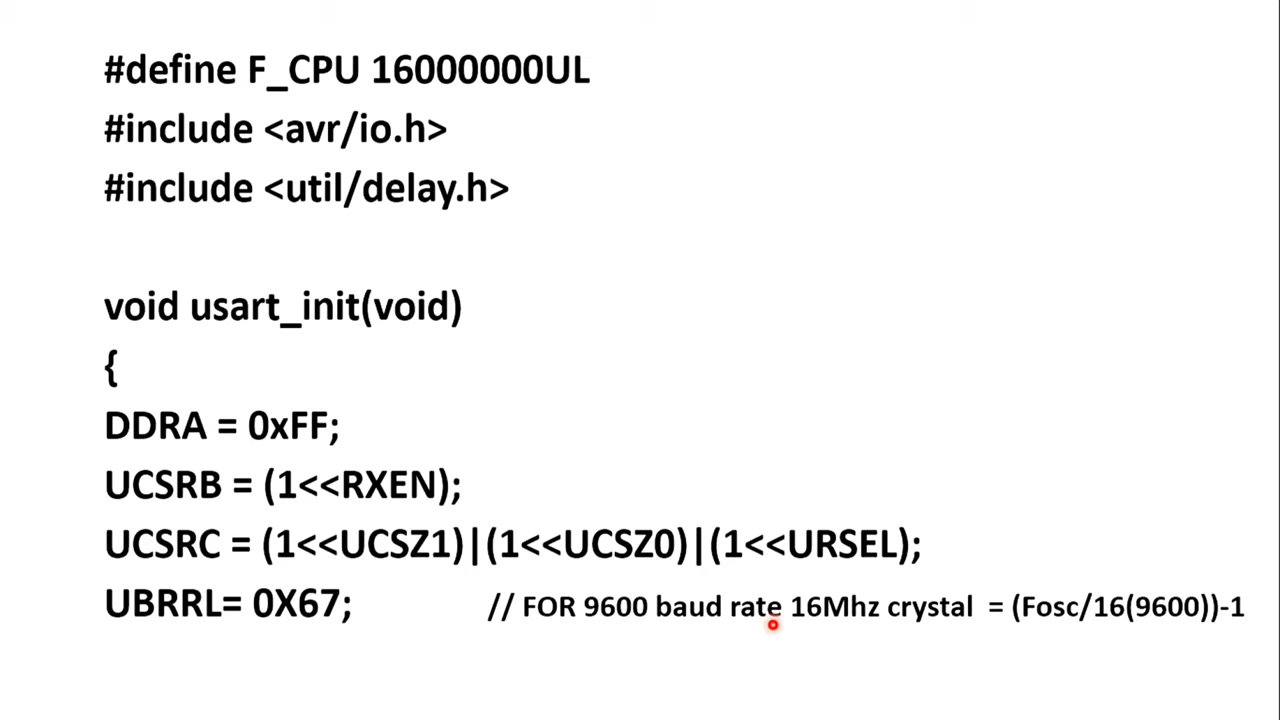 #define F_CPU 16000000UL
#include <avr/io.h>
#include <util/delay.h>
void usart_init(void)
{
DDRA = 0xFF;
UCSRB = (1<<RXEN);
UCSRC = (1<<UCSZ1)|(1<<UCSZ0)|(1<<URSEL);
UBRRL= 0X67; // FOR 9600 baud rate 16Mhz crystal = (Fosc/16(9600))-1